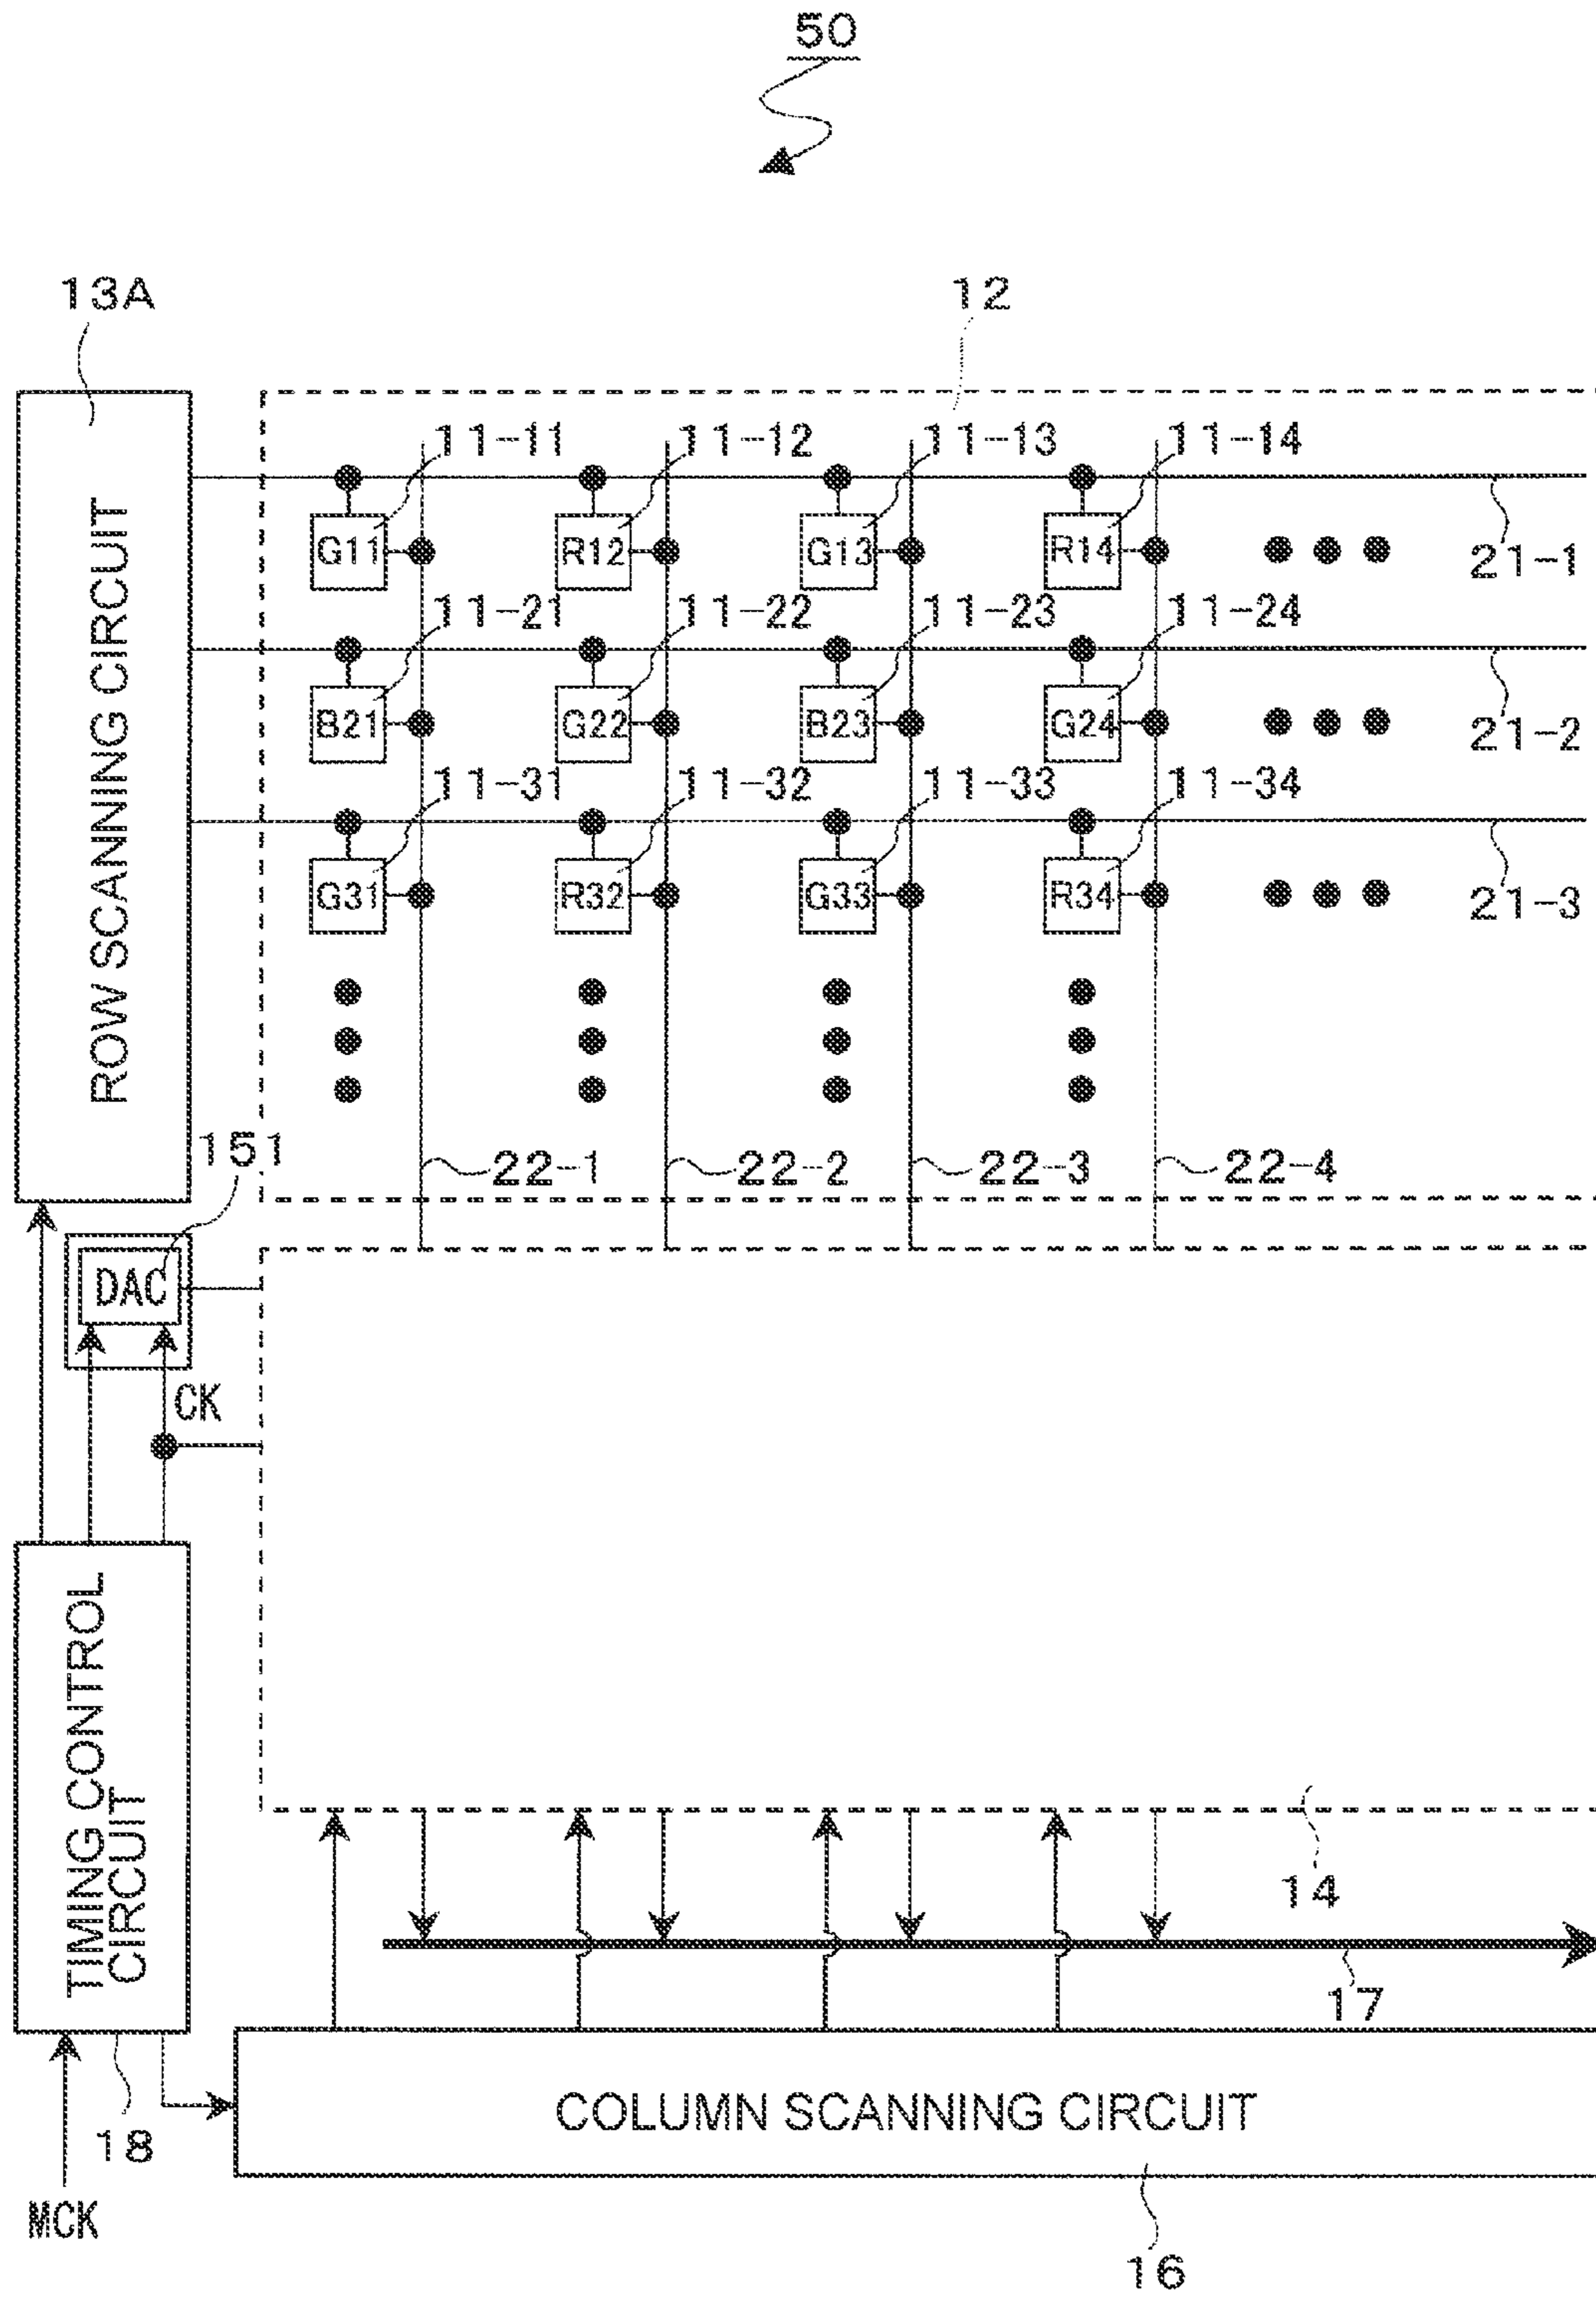 50
13A
12
11-11
11-12
11-13
11-14
G11
R12
G13
R14
21-1
11-21
11-22
11-23
11-24
B21
G22
B23
G24
21-2
11-31
11-32
11-33
11-34
G31
R32
G33
R34
21-3
ROW SCANNING CIRCUIT
151
22-1
22-2
22-3
22-4
DAC
CK
TIMING CONTROL
CIRCUIT
14
17
18
COLUMN SCANNING CIRCUIT
MCK
16